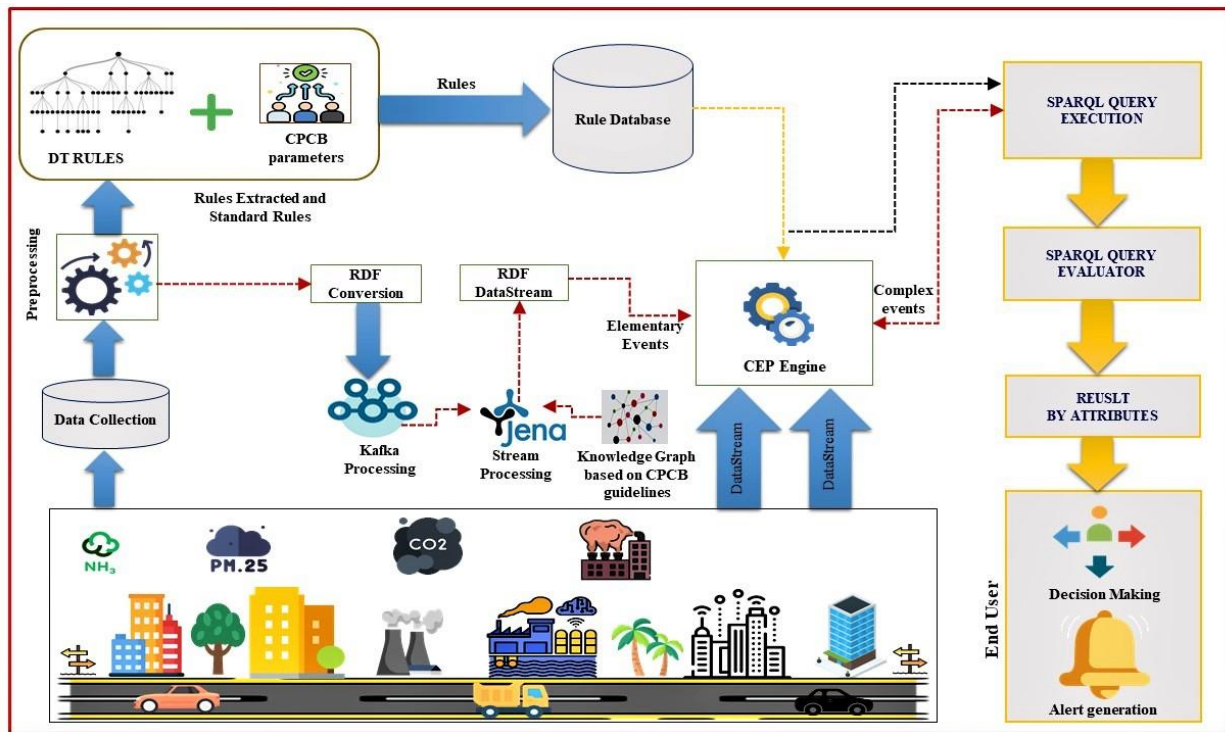 DT RULES
CPCB
parameters
Rules
Rule Database
SPARQL QUERY
EXECUTION
Rules Extracted and
Standard Rules
Preprocessing
RDF
Conversion
RDF
DataStream
Elementary
Events
CEP Engine
Complex
events
SPARQL QUERY
EVALUATOR
Data Collection
Kafka
Processing
Jena
Stream
Processing
Knowledge Graph
based on CPCB
guidelines
DataStream
DataStream
REUSLT
BY ATTRIBUTES
NH3
PM.25
CO2
End User
Decision Making
Alert generation